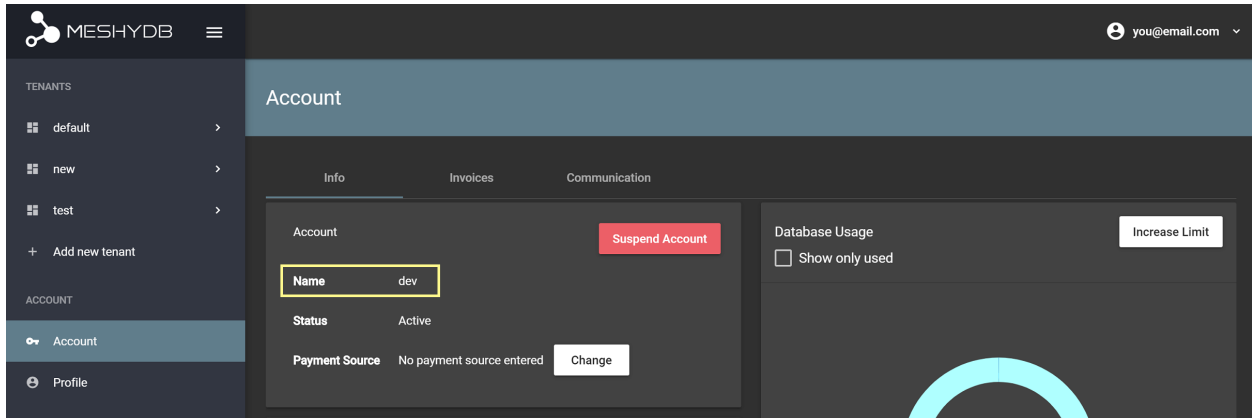 MESHYDB
you@email.com
TENANTS
default
new
test
+ Add new tenant
ACCOUNT
Account
Profile
Account
Info Invoices Communication
Account
Suspend Account
Name dev
Status Active
Payment Source No payment source entered Change
Database Usage
Increase Limit
Show only used